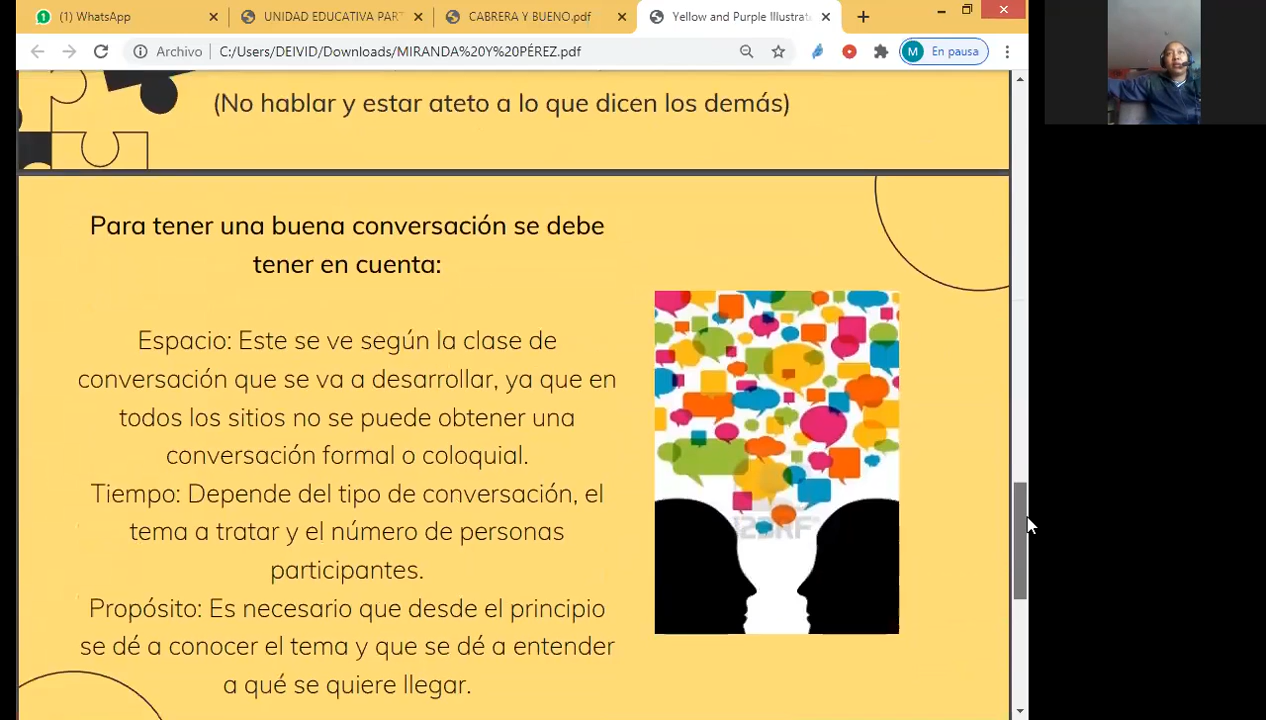 (1) WhatsApp
UNIDAD EDUCATIVA PART
CABRERA Y BUENO.pdf
Yellow and Purple Illustrat
Archivo
C:/Users/DEIVID/Downloads/MIRANDA%20Y%20PÉREZ.pdf
M
En pausa
(No hablar y estar ateto a lo que dicen los demás)
Para tener una buena conversación se debe
tener en cuenta:
Espacio: Este se ve según la clase de
conversación que se va a desarrollar, ya que en
todos los sitios no se puede obtener una
conversación formal o coloquial.
Tiempo: Depende del tipo de conversación, el
tema a tratar y el número de personas
participantes.
Propósito: Es necesario que desde el principio
se dé a conocer el tema y que se dé a entender
a qué se quiere llegar.
123RF